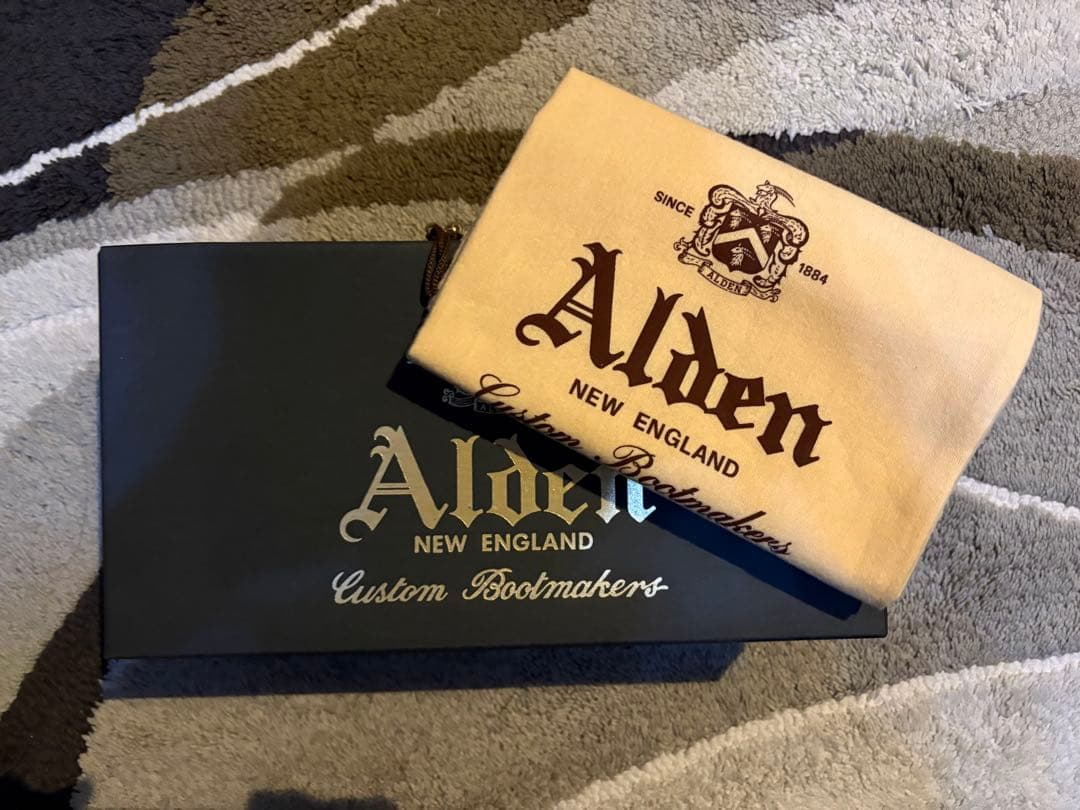 SINCE 1884
ALDEN
Alden
NEW ENGLAND
Custom Bootmakers
Alden
NEW ENGLAND
Custom Bootmakers